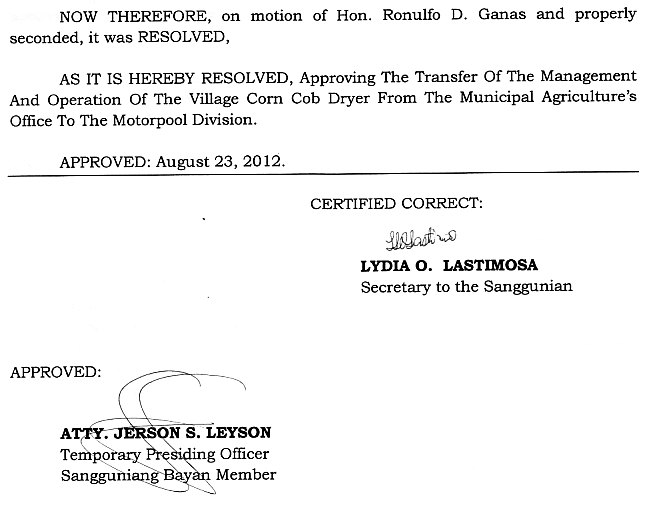 NOW THEREFORE, on motion of Hon. Ronulfo D. Ganas and properly
seconded, it was RESOLVED,
AS IT IS HEREBY RESOLVED, Approving The Transfer Of The Management
And Operation Of The Village Corn Cob Dryer From The Municipal Agriculture's
Office To The Motorpool Division.
APPROVED: August 23, 2012.
CERTIFIED CORRECT:
LYDIA O. LASTIMOSA
Secretary to the Sanggunian
APPROVED:
ATTY. JERSON S. LEYSON
Temporary Presiding Officer
Sangguniang Bayan Member